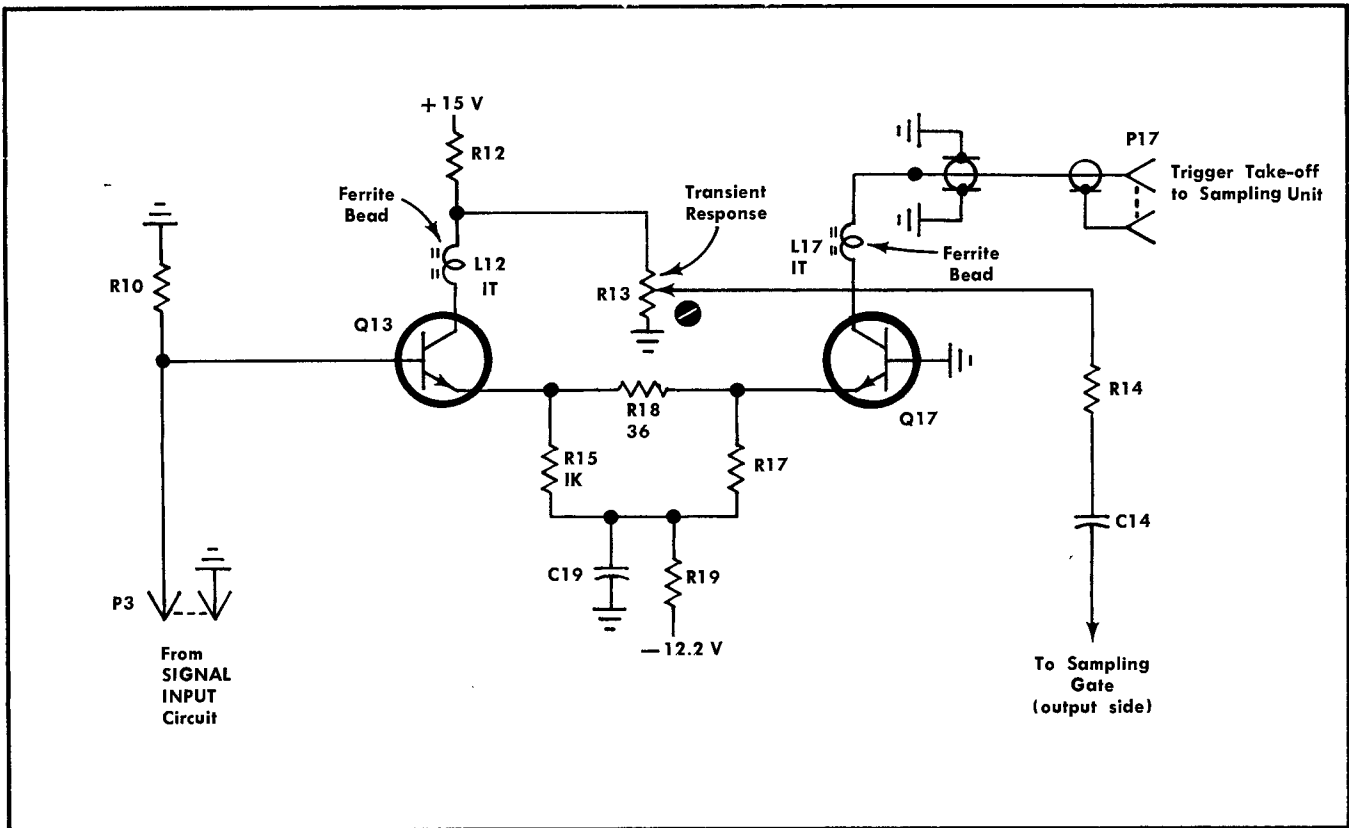 + 15 V
R12
Ferrite
Bead
L12
IT
Transient
Response
R13
R10
Q13
P17
Trigger Take-off
to Sampling Unit
L17
IT
Ferrite
Bead
Q17
R14
R18
36
R15
IK
R17
C14
C19
R19
— 12.2 V
P3
From
SIGNAL
INPUT
Circuit
To Sampling
Gate
(output side)